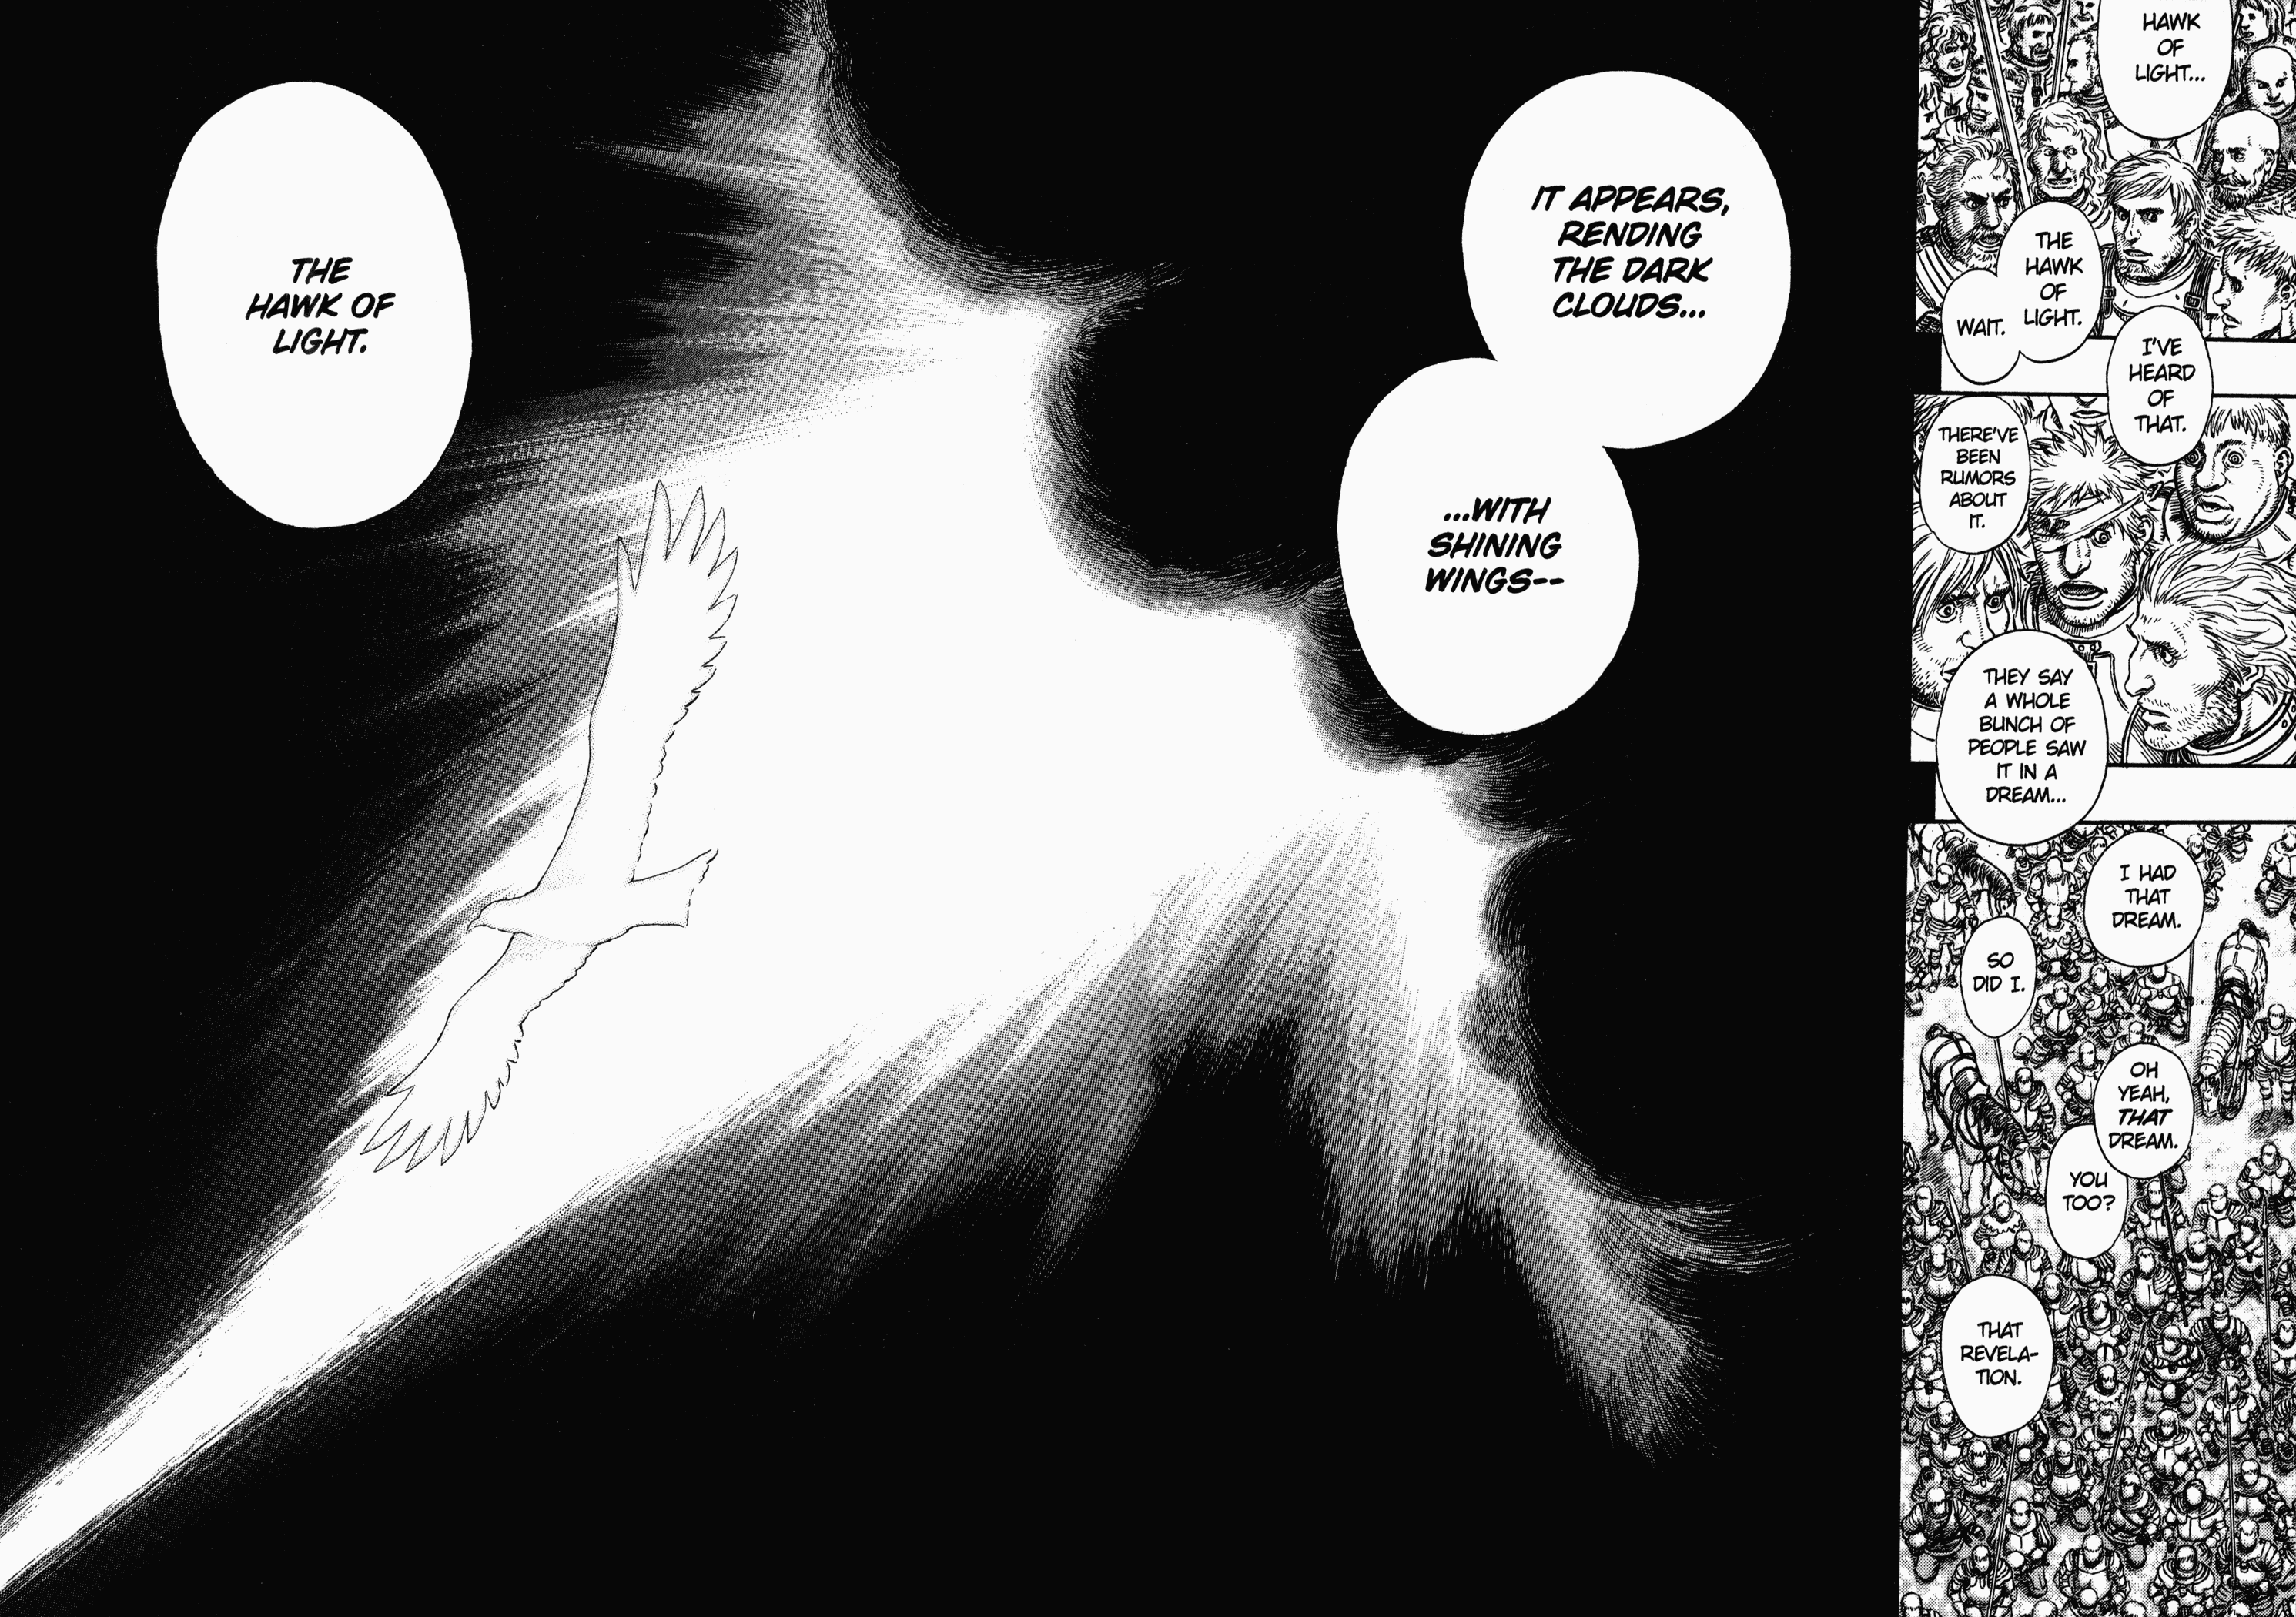 HAWK
OF
LIGHT...
THE
HAWK
OF
LIGHT.
WAIT.
I'VE
HEARD
OF
THAT.
THERE'VE
BEEN
RUMORS
ABOUT
IT.
THEY SAY
A WHOLE
BUNCH OF
PEOPLE SAW
IT IN A
DREAM...
I HAD
THAT
DREAM.
SO
DID I.
OH
YEAH,
THAT
DREAM.
YOU
TOO?
THAT
REVELA-
TION.
IT APPEARS,
RENDING
THE DARK
CLOUDS...
...WITH
SHINING
WINGS--
THE
HAWK OF
LIGHT.